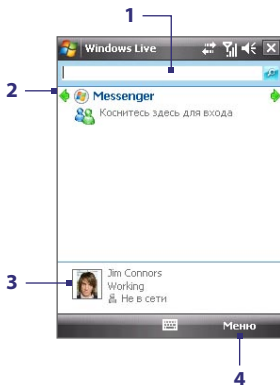 1
Windows Live
2
Messenger
Коснитесь здесь для входа
3
Jim Connors
Working
Не в сети
Меню
4